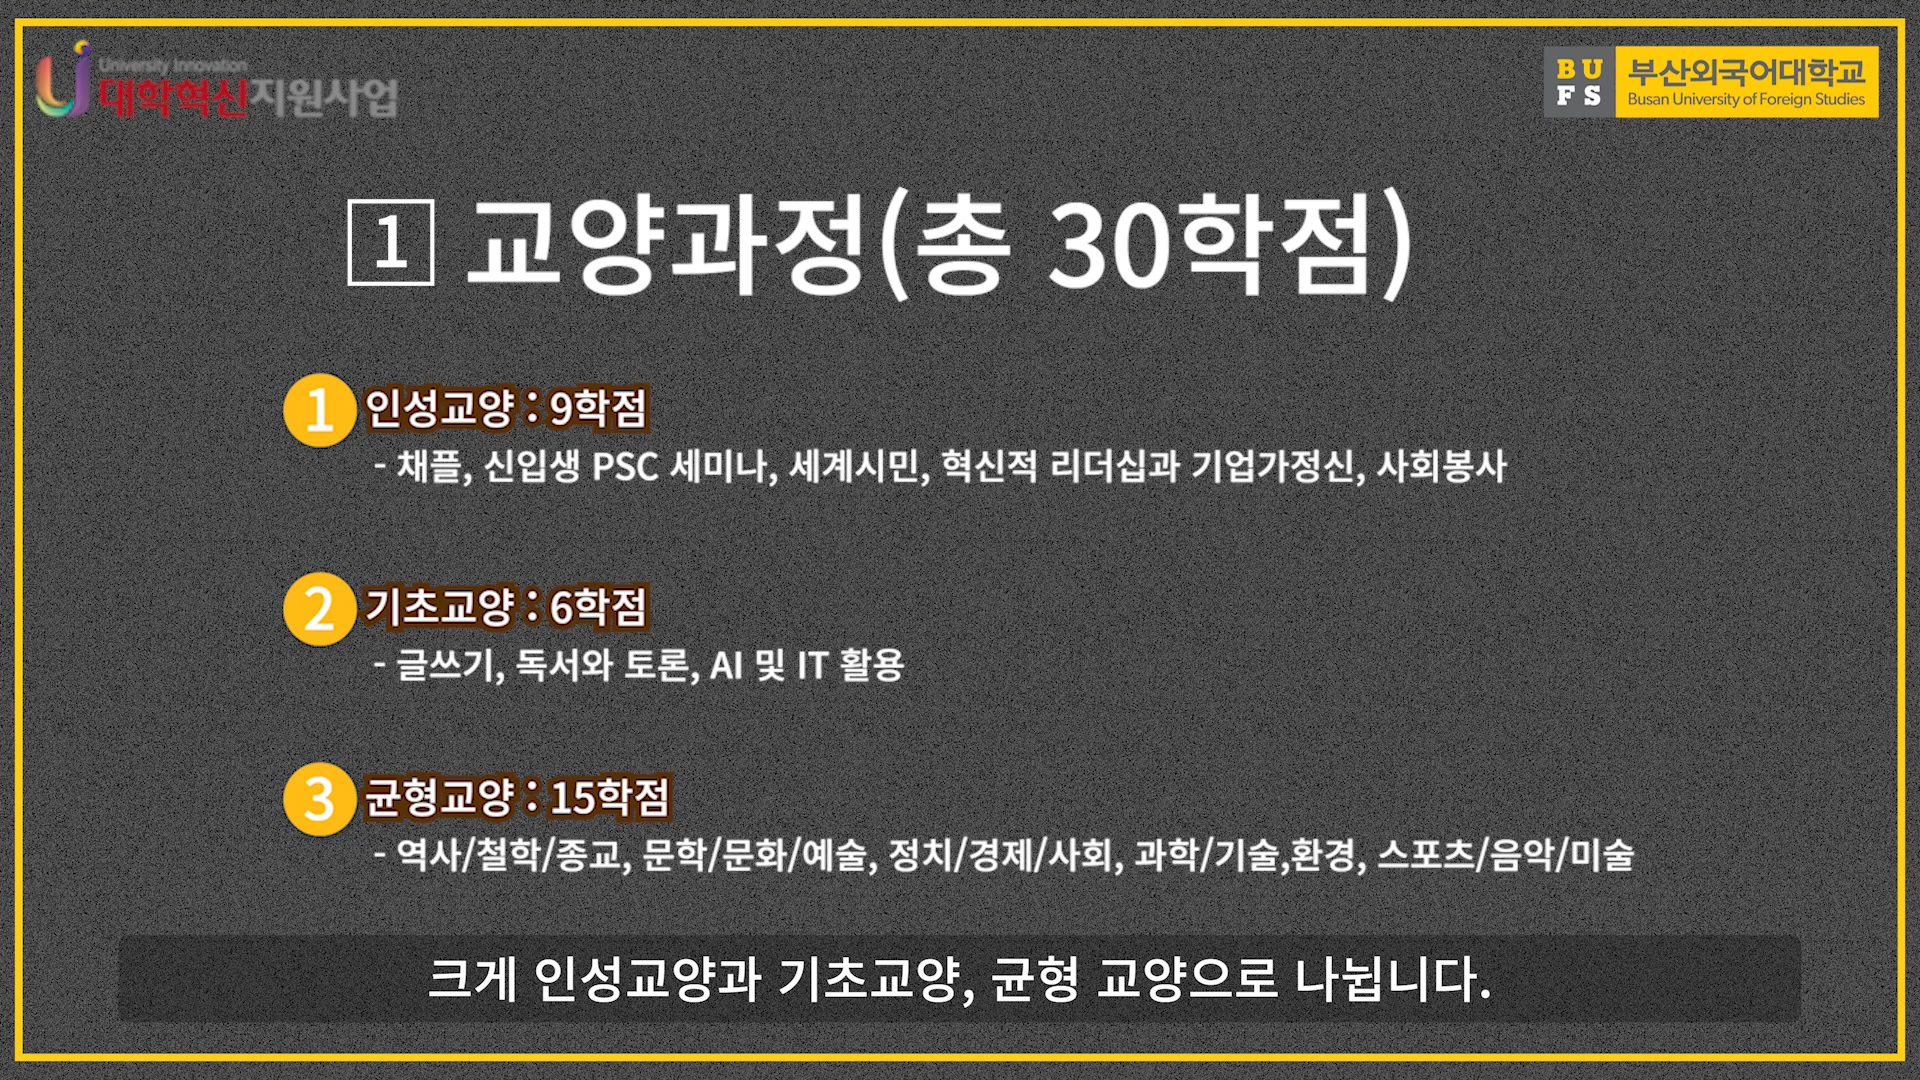 University Innovation
대학혁신지원사업
BU
FS
부산외국어대학교
Busan University of Foreign Studies
1 교양과정(총 30학점)
1 인성교양 : 9학점
- 채플, 신입생 PSC 세미나, 세계시민, 혁신적 리더십과 기업가정신, 사회봉사
2 기초교양 : 6학점
- 글쓰기, 독서와 토론, AI 및 IT 활용
3 균형교양 : 15학점
- 역사/철학/종교, 문학/문화/예술, 정치/경제/사회, 과학/기술,환경, 스포츠/음악/미술
크게 인성교양과 기초교양, 균형 교양으로 나뉩니다.